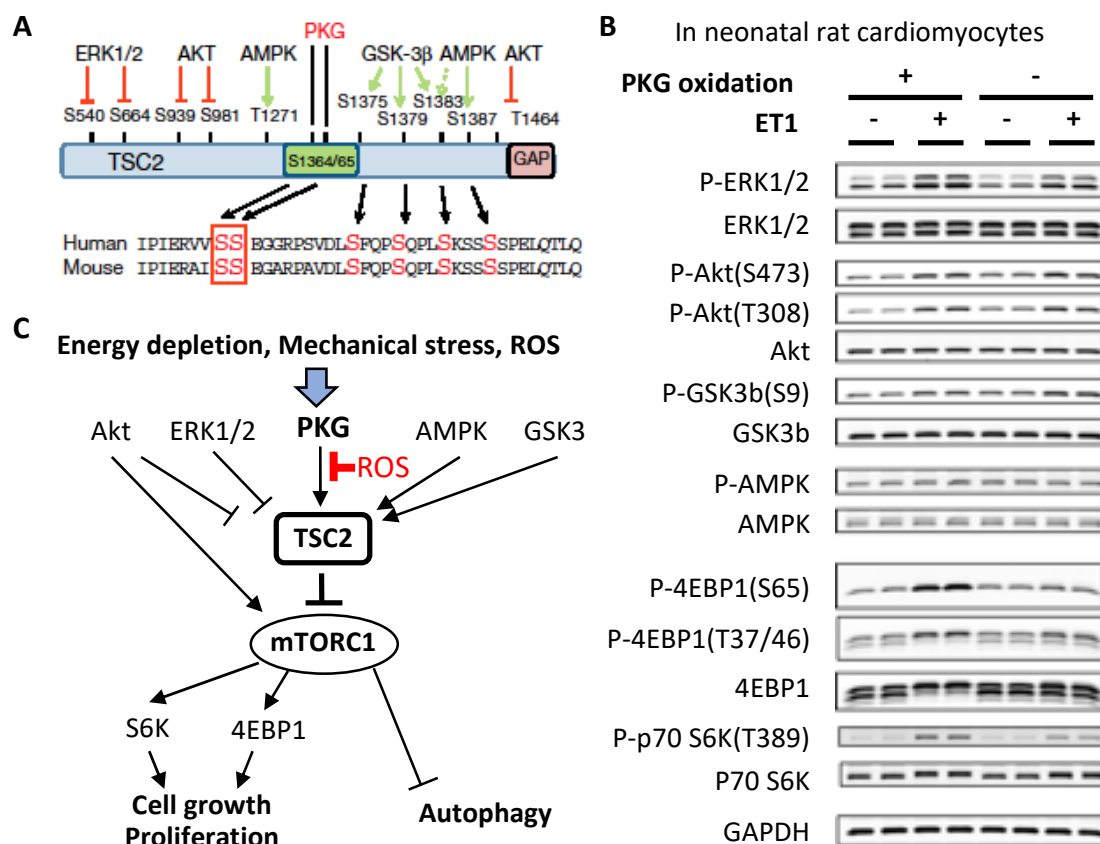 A
PKG
ERK1/2 AKT AMPK GSK-3β AMPK AKT
S540 S664 S939 S981 T1271 S1375 S1379 S1383 S1387 T1464
TSC2 S1364/65 GAP
Human IPIERVVSS EGGRPSVDLSFQPSQPLSKSSSSPELQTLQ
Mouse IPIERAISS EGARPAVDLSFQPSQPLSKSSSSPELQTLQ
C
Energy depletion, Mechanical stress, ROS
Akt ERK1/2 PKG AMPK GSK3
ROS
TSC2
mTORC1
S6K 4EBP1
Cell growth
Proliferation
Autophagy
B
In neonatal rat cardiomyocytes
PKG oxidation + -
ET1 - + - +
P-ERK1/2
ERK1/2
P-Akt(S473)
P-Akt(T308)
Akt
P-GSK3b(S9)
GSK3b
P-AMPK
AMPK
P-4EBP1(S65)
P-4EBP1(T37/46)
4EBP1
P-p70 S6K(T389)
P70 S6K
GAPDH